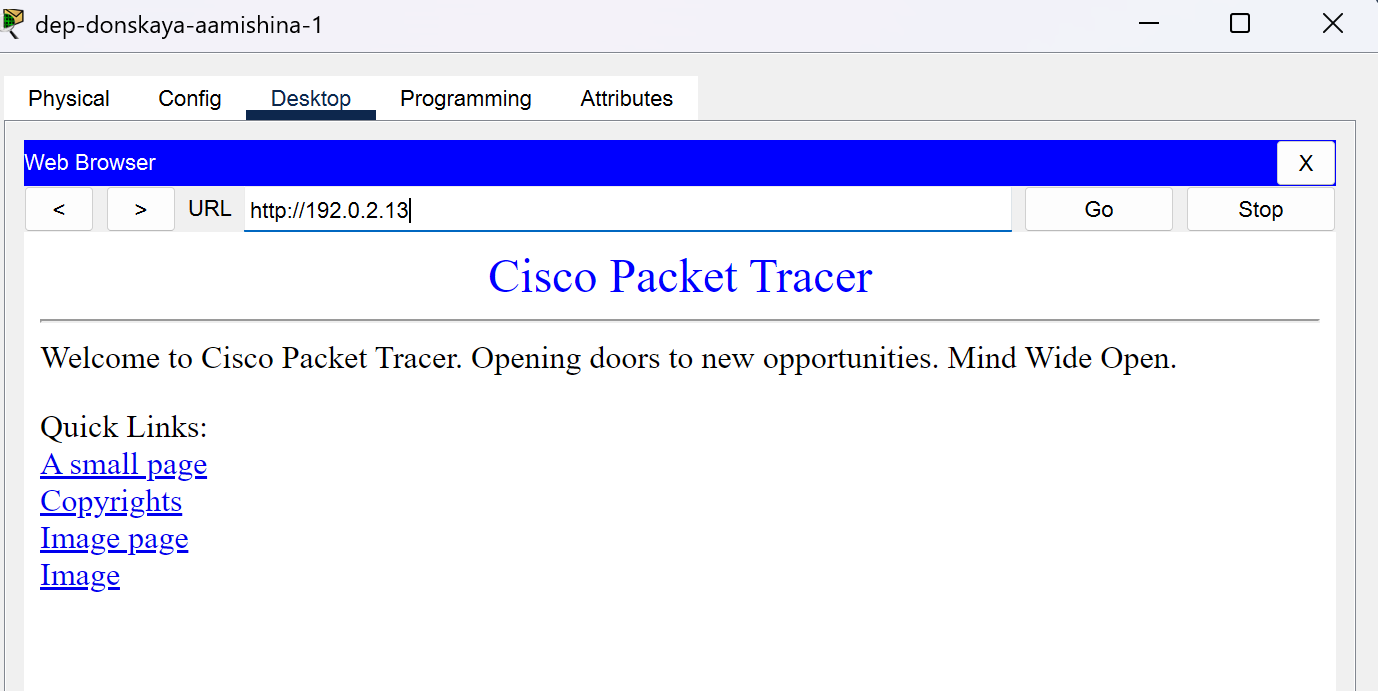 dep-donskaya-aamishina-1
Physical Config Desktop Programming Attributes
Web Browser X
< > URL http://192.0.2.13 Go Stop
Cisco Packet Tracer
Welcome to Cisco Packet Tracer. Opening doors to new opportunities. Mind Wide Open.
Quick Links:
A small page
Copyrights
Image page
Image